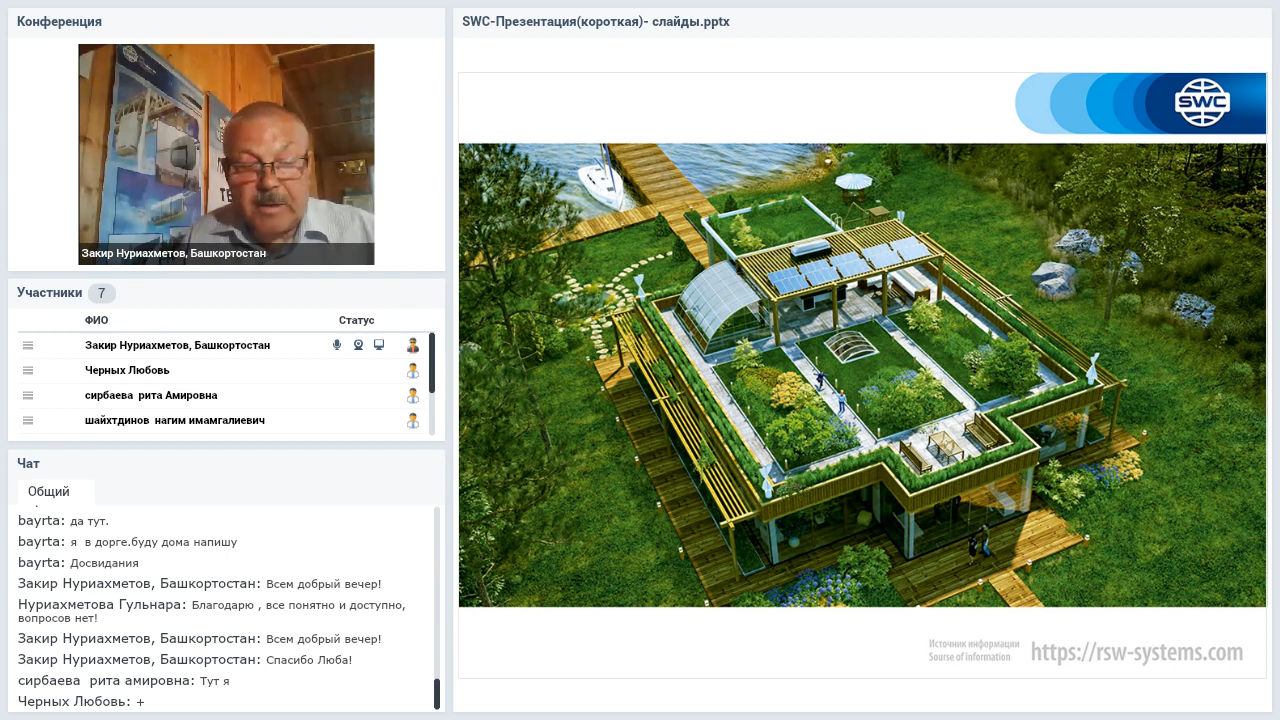 Конференция
SWC
Закир Нуриахметов, Башкортостан
Участники 7
ФИО Статус
Закир Нуриахметов, Башкортостан
Черных Любовь
сирбаева рита Амировна
шайхтдинов нагим имамгалиевич
Чат
Общий
bayrta: да тут.
bayrta: я в дорге.буду дома напишу
bayrta: Досвидания
Закир Нуриахметов, Башкортостан: Всем добрый вечер!
Нуриахметова Гульнара: Благодарю , все понятно и доступно,
вопросов нет!
Закир Нуриахметов, Башкортостан: Всем добрый вечер!
Закир Нуриахметов, Башкортостан: Спасибо Люба!
сирбаева рита амировна: Тут я
Черных Любовь: +
SWC-Презентация(короткая)- слайды.pptx
SWC
Источник информации
Sourse of information
https://rsw-systems.com